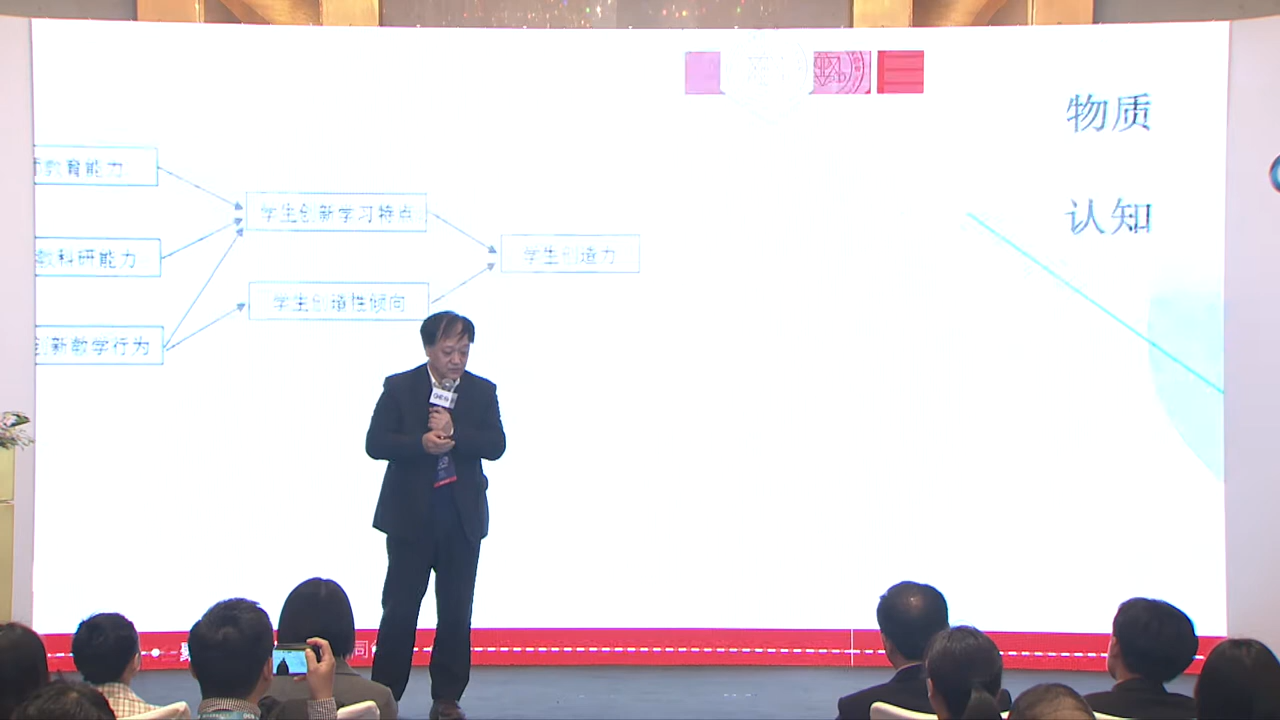 物质
教育能力
学生创新学习特点
认知
教科研能力
学生创造力
学生创造性倾向
创新教学行为